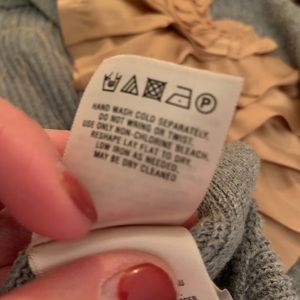 P
HAND WASH COLD SEPARATELY.
DO NOT WRING OR TWIST.
USE ONLY NON-CHLORINE BLEACH.
RESHAPE LAY FLAT TO DRY.
LOW IRON AS NEEDED.
MAY BE DRY CLEANED